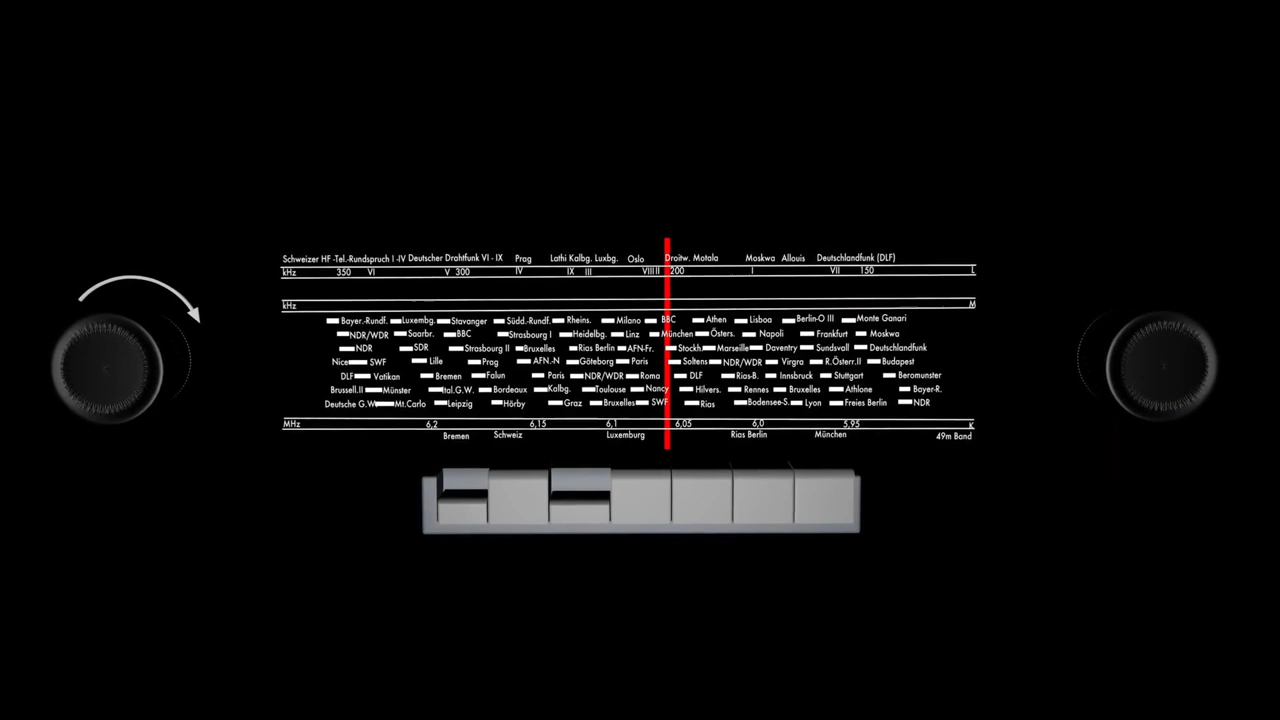 Schweizer HF -Tel.-Rundspruch I -IV Deutscher Drahtfunk VI - IX Prag Lathi Kalbg. Luxbg. Oslo Droitw. Motala Moskwa Allouis Deutschlandfunk (DLF)
kHz 350 VI V 300 IV IX III VIII II 200 I VII 150 L
kHz M
Bayer.-Rundf. Luxembg. Stavanger Südd.-Rundf. Rheins. Milano BBC Athen Lisboa Berlin-O III Monte Ganari
NDR/WDR Saarbr. BBC Strasbourg I Heidelbg. Linz München Östers. Napoli Frankfurt Moskwa
NDR SDR Strasbourg II Bruxelles Rias Berlin AFN-Fr. Stockh. Marseille Daventry Sundsvall Deutschlandfunk
Nice SWF Lille Prag AFN.-N Göteborg Paris Soltens NDR/WDR Virgra R.Österr.II Budapest
DLF Vatikan Bremen Falun Paris NDR/WDR Roma DLF Rias-B. Innsbruck Stuttgart Beromunster
Brussell.II Münster Ital.G.W. Bordeaux Kalbg. Toulouse Nancy Hilvers. Rennes Bruxelles Athlone Bayer-R.
Deutsche G.W. Mt.Carlo Leipzig Hörby Graz Bruxelles SWF Rias Bodensee-S. Lyon Freies Berlin NDR
MHz 6,2 6,15 6,1 6,05 6,0 5,95 K
Bremen Schweiz Luxemburg Rias Berlin München 49m Band